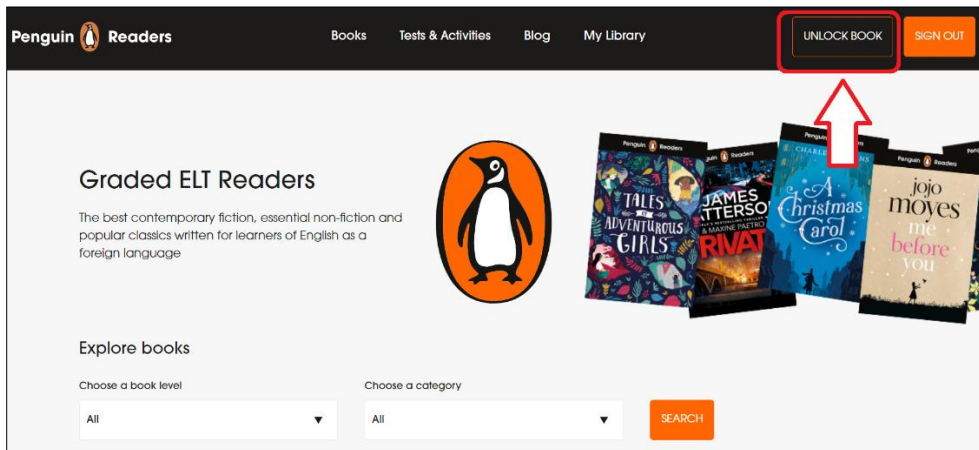 Penguin Readers
Books
Tests & Activities
Blog
My Library
UNLOCK BOOK
SIGN OUT
Graded ELT Readers
The best contemporary fiction, essential non-fiction and
popular classics written for learners of English as a
foreign language
Penguin Readers
TALES
ADVENTUROUS
GIRLS
Readers
JAMES
& MAXINE PAETRO
Penguin
A
Christmas
Carol
Penguin Readers
jojo
moyes
me
before
you
Explore books
Choose a book level
Choose a category
All
All
SEARCH